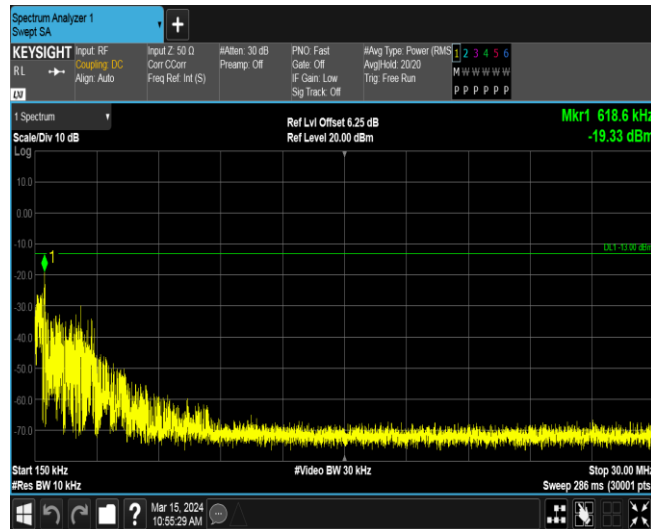 Spectrum Analyzer 1
Swept SA
+
KEYSIGHT
RL
LXI
Input: RF
Coupling: DC
Align: Auto
Input Z: 50 Ω
Corr CCorr
Freq Ref: Int (S)
#Atten: 30 dB
Preamp: Off
PNO: Fast
Gate: Off
IF Gain: Low
Sig Track: Off
#Avg Type: Power (RMS
Avg|Hold: 20/20
Trig: Free Run
1 2 3 4 5 6
M W W W W W
P P P P P P
1 Spectrum
Scale/Div 10 dB
Log
Ref Lvl Offset 6.25 dB
Ref Level 20.00 dBm
Mkr1 618.6 kHz
-19.33 dBm
10.0
0.00
-10.0
DL1 -13.00 dBm
1
-20.0
-30.0
-40.0
-50.0
-60.0
-70.0
Start 150 kHz
#Res BW 10 kHz
#Video BW 30 kHz
Stop 30.00 MHz
Sweep 286 ms (30001 pts
?
Mar 15, 2024
10:55:29 AM